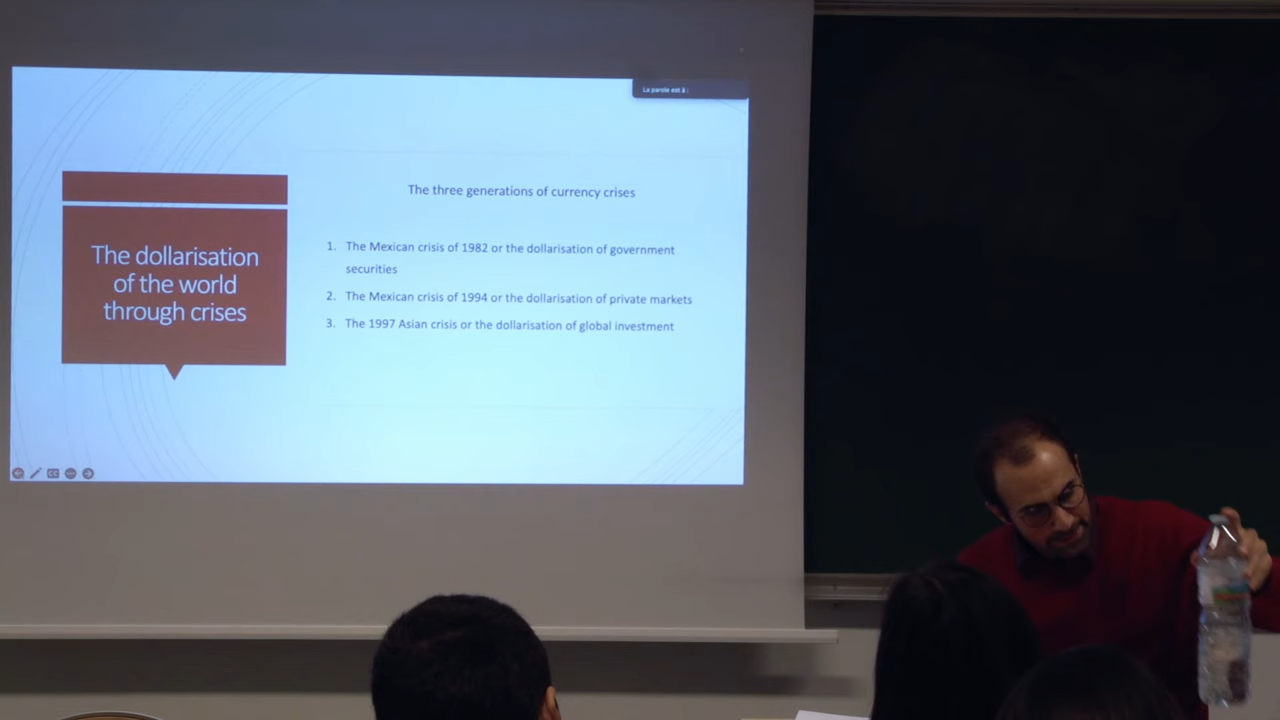 La parole est à :
The dollarisation
of the world
through crises
The three generations of currency crises
1. The Mexican crisis of 1982 or the dollarisation of government
securities
2. The Mexican crisis of 1994 or the dollarisation of private markets
3. The 1997 Asian crisis or the dollarisation of global investment